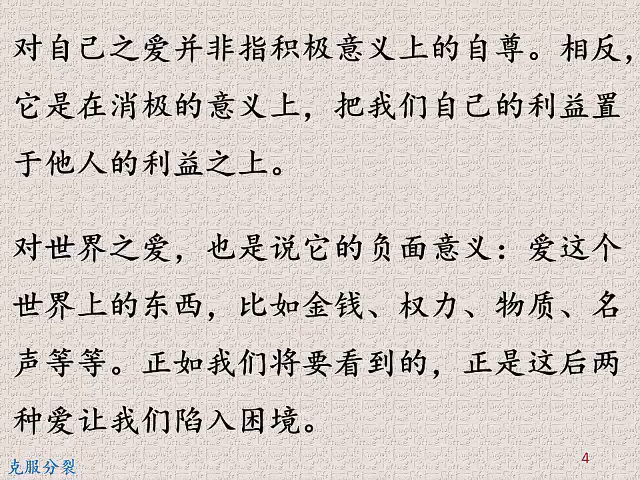 对自己之爱并非指积极意义上的自尊。相反，
它是在消极的意义上，把我们自己的利益置
于他人的利益之上。
对世界之爱，也是说它的负面意义：爱这个
世界上的东西，比如金钱、权力、物质、名
声等等。正如我们将要看到的，正是这后两
种爱让我们陷入困境。
克服分裂
4